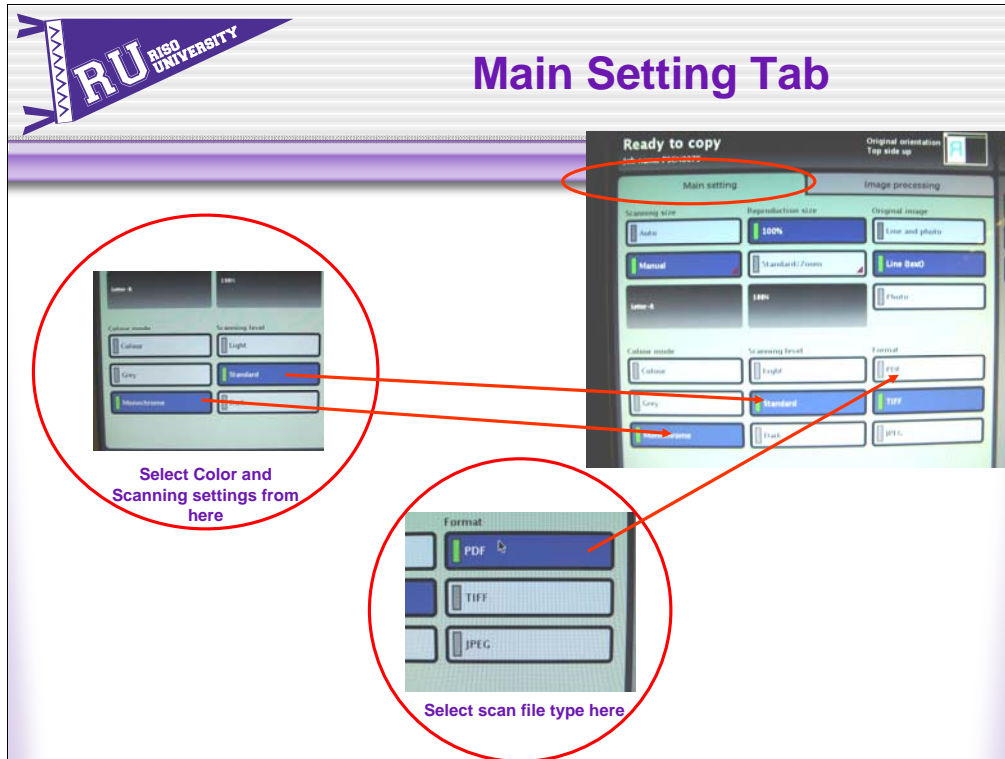 RU RISO
UNIVERSITY
Main Setting Tab
Ready to copy
Original orientation
Top side up
Main setting
Image processing
Scanning size
Reproduction size
Original image
Auto
100%
Line and photo
Manual
Standard/Zoom
Line (text)
Letter-R
100%
Photo
Colour mode
Scanning level
Format
Colour
Light
PDF
Grey
Standard
TIFF
Monochrome
Dark
JPEG
Letter-R
100%
Colour mode
Scanning level
Colour
Light
Grey
Standard
Monochrome
Select Color and
Scanning settings from
here
Format
PDF
TIFF
JPEG
Select scan file type here